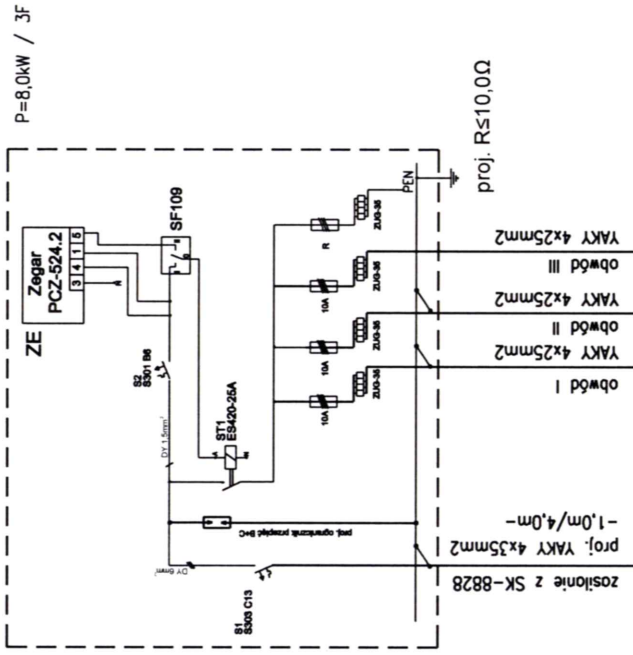 P=8,0kW / 3F
ZE
Zegar
PCZ-524.2
3 4 1 5
N
SF109
S2
S301 B6
DY 1.5mm²
ST1
ES420-25A
A
N
10A
10A
10A
R
ZUG-35
ZUG-35
ZUG-35
ZUG-35
PEN
proj. R≤10,0Ω
proj. ogranicznik przepięć B+C
DY 6mm²
S1
S303 C13
zasilanie z SK-8828
proj. YAKY 4x35mm2
-1,0m/4,0m-
obwód I
YAKY 4x25mm2
obwód II
YAKY 4x25mm2
obwód III
YAKY 4x25mm2